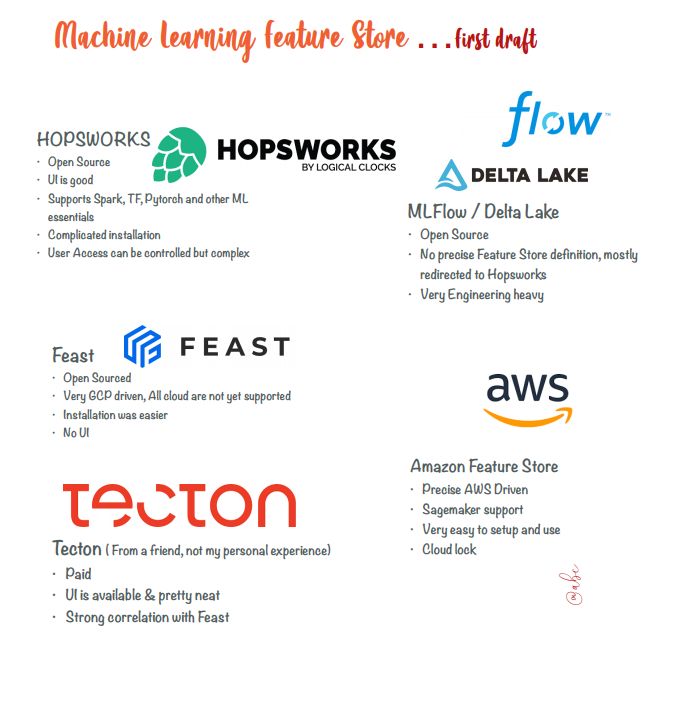 Machine Learning Feature Store ...first draft
HOPSWORKS
HOPSWORKS
BY LOGICAL CLOCKS
• Open Source
• UI is good
• Supports Spark, TF, Pytorch and other ML
essentials
• Complicated installation
• User Access can be controlled but complex
flow™
DELTA LAKE
MLFlow / Delta Lake
• Open Source
• No precise Feature Store definition, mostly
redirected to Hopsworks
• Very Engineering heavy
Feast
FEAST
• Open Sourced
• Very GCP driven, All cloud are not yet supported
• Installation was easier
• No UI
aws
Amazon Feature Store
• Precise AWS Driven
• Sagemaker support
• Very easy to setup and use
• Cloud lock
tecton
Tecton ( From a friend, not my personal experience)
• Paid
• UI is available & pretty neat
• Strong correlation with Feast
@abc